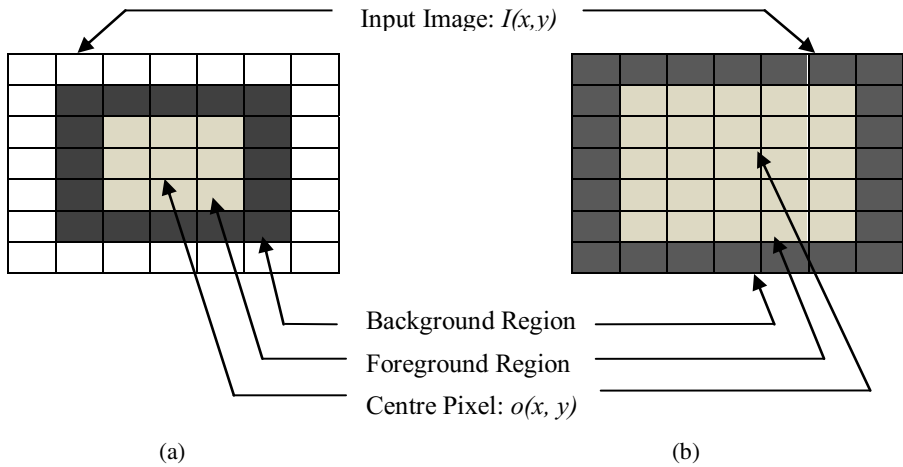 Input Image: I(x,y)
Background Region
Foreground Region
Centre Pixel: o(x, y)
(a)
(b)